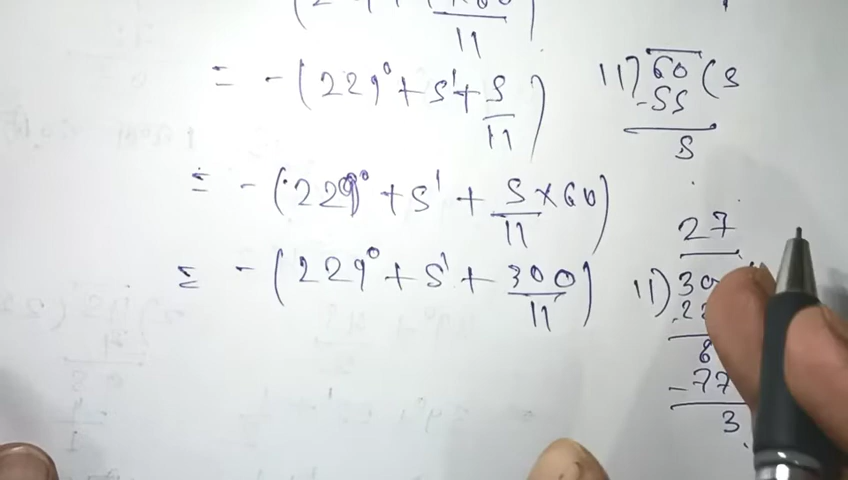 11
= -(229° + 5' + 5/11)
11)60(5
-55
5
= -(229° + 5' + 5/11 × 60)
= -(229° + 5' + 300/11)
27
11)30
-77
3